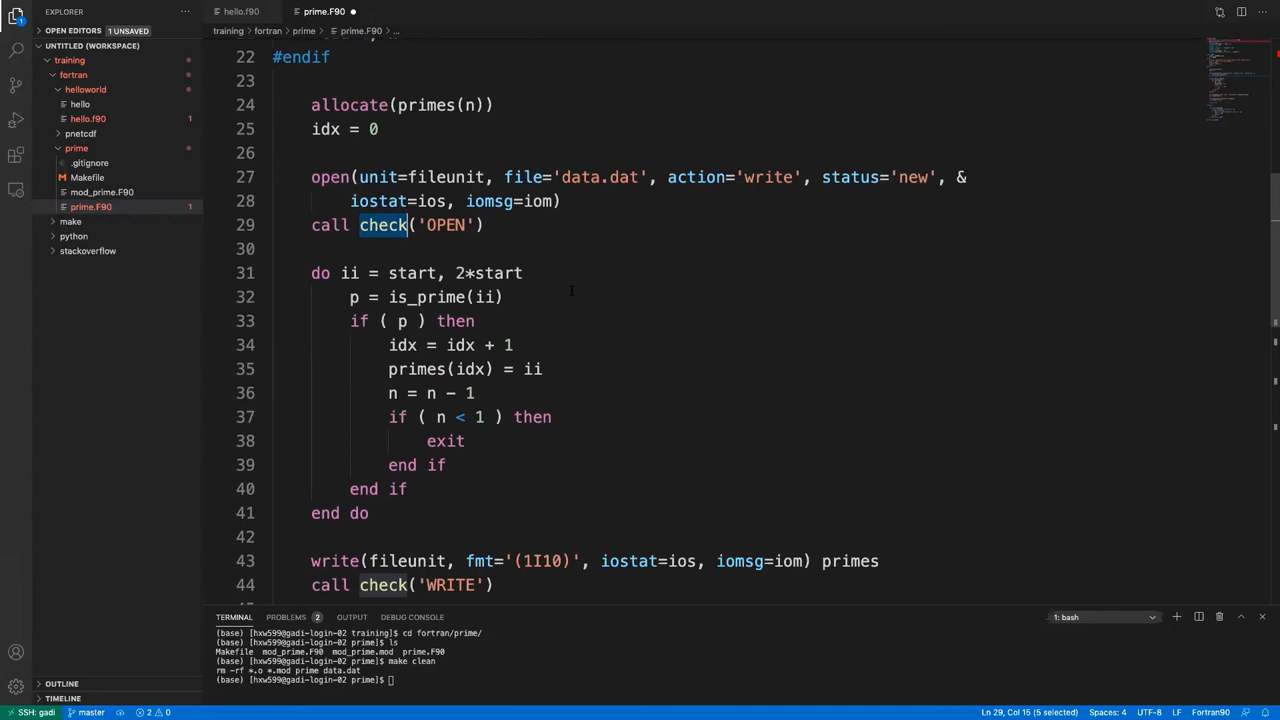 EXPLORER
OPEN EDITORS 1 UNSAVED
UNTITLED (WORKSPACE)
training
fortran
helloworld
hello
hello.f90 1
pnetcdf
prime
.gitignore
M Makefile
mod_prime.F90
prime.F90 1
make
python
stackoverflow
OUTLINE
TIMELINE
hello.f90
prime.F90
training > fortran > prime > prime.F90 > ...
22 #endif
23
24 allocate(primes(n))
25 idx = 0
26
27 open(unit=fileunit, file='data.dat', action='write', status='new', &
28 iostat=ios, iomsg=iom)
29 call check('OPEN')
30
31 do ii = start, 2*start
32 p = is_prime(ii)
33 if ( p ) then
34 idx = idx + 1
35 primes(idx) = ii
36 n = n - 1
37 if ( n < 1 ) then
38 exit
39 end if
40 end if
41 end do
42
43 write(fileunit, fmt='(1I10)', iostat=ios, iomsg=iom) primes
44 call check('WRITE')
TERMINAL PROBLEMS 2 OUTPUT DEBUG CONSOLE 1: bash
(base) [hxw599@gadi-login-02 training]$ cd fortran/prime/
(base) [hxw599@gadi-login-02 prime]$ ls
Makefile mod_prime.F90 mod_prime.mod prime.F90
(base) [hxw599@gadi-login-02 prime]$ make clean
rm -rf *.o *.mod prime data.dat
(base) [hxw599@gadi-login-02 prime]$
SSH: gadi master 2 0 Ln 29, Col 15 (5 selected) Spaces: 4 UTF-8 LF Fortran90